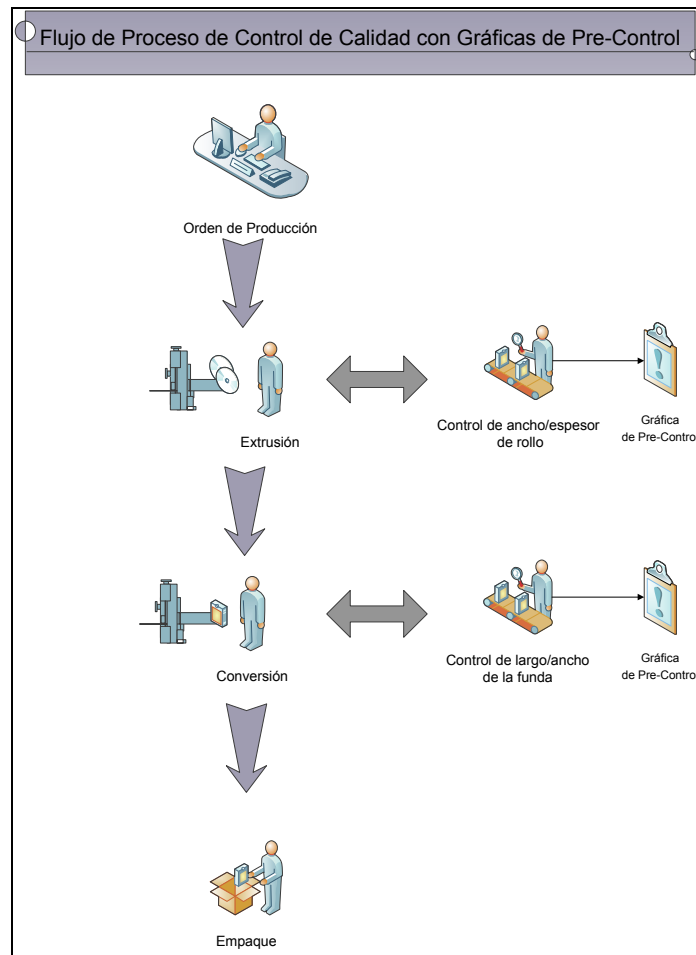 Flujo de Proceso de Control de Calidad con Gráficas de Pre-Control
Orden de Producción
Extrusión
Control de ancho/espesor
de rollo
Gráfica
de Pre-Contro
Conversión
Control de largo/ancho
de la funda
Gráfica
de Pre-Contro
Empaque